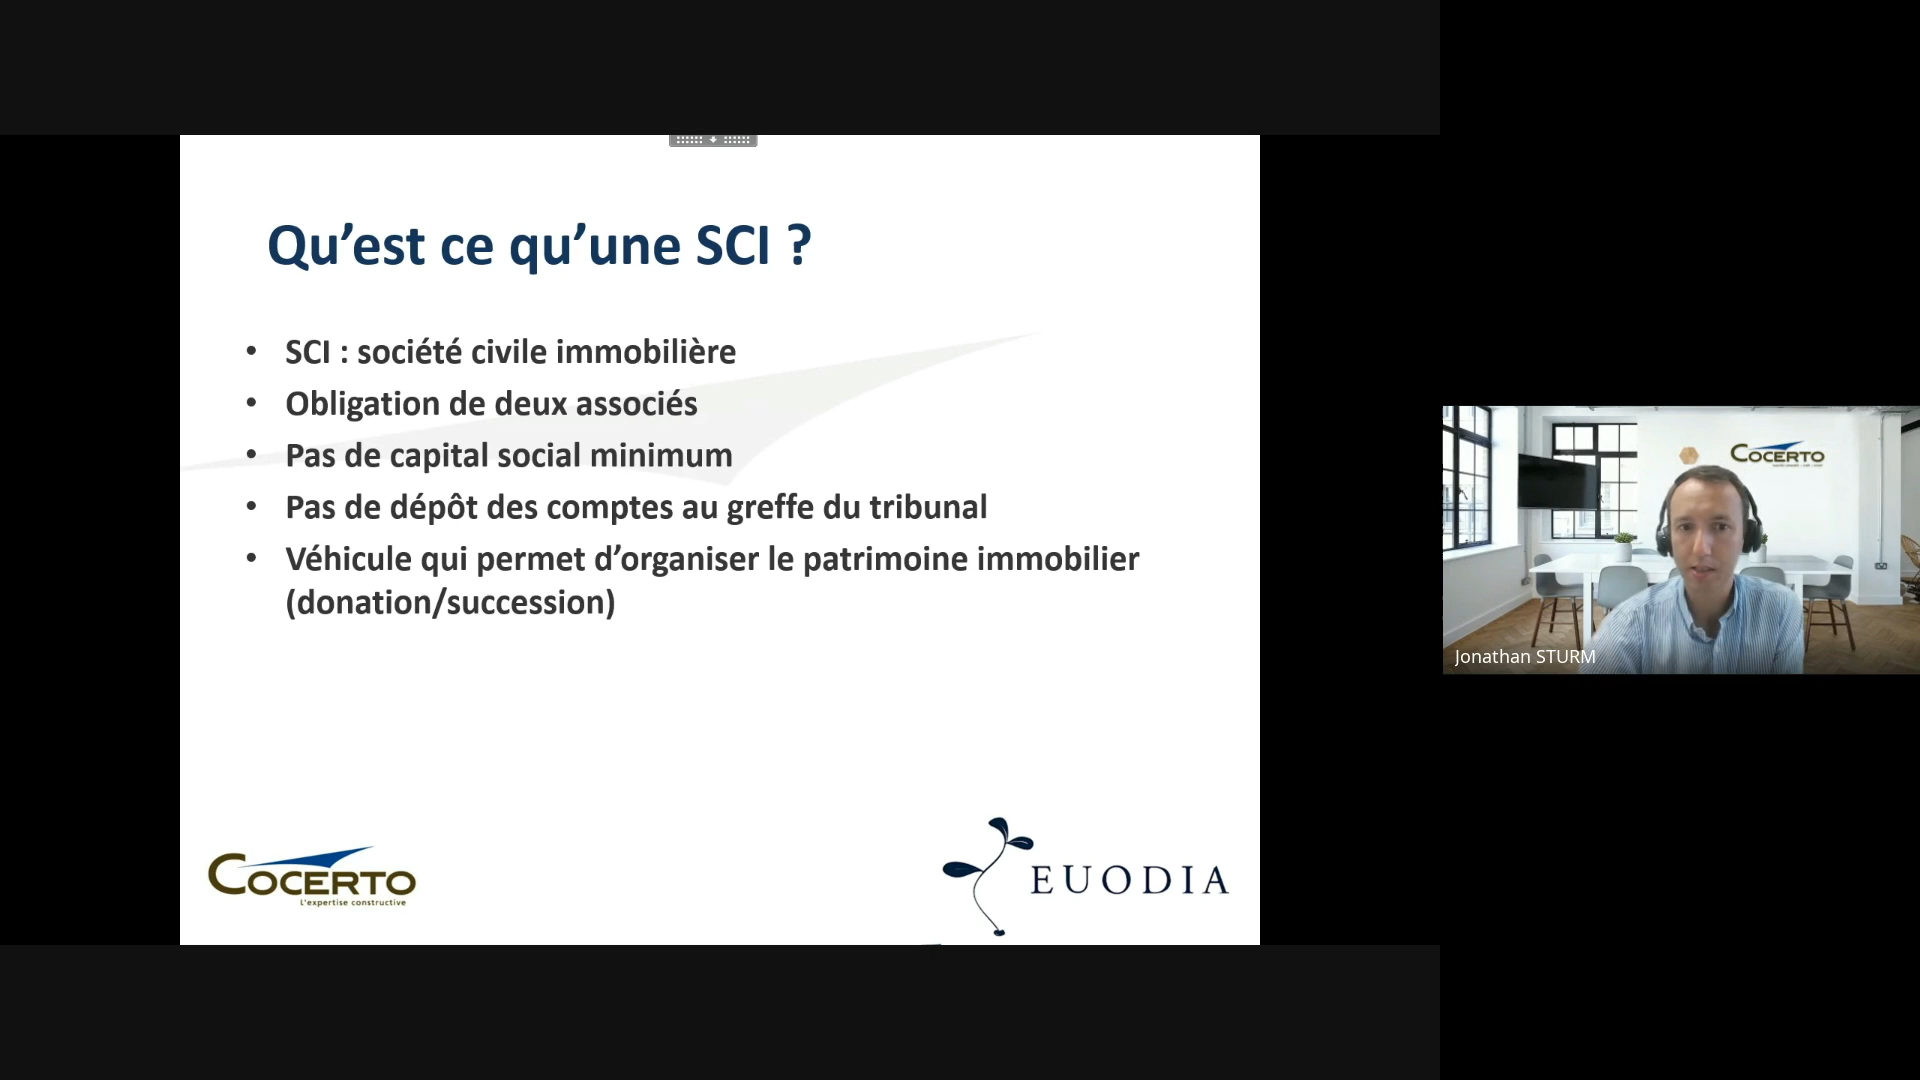 Qu’est ce qu’une SCI ?
• SCI : société civile immobilière
• Obligation de deux associés
• Pas de capital social minimum
• Pas de dépôt des comptes au greffe du tribunal
• Véhicule qui permet d’organiser le patrimoine immobilier
(donation/succession)
COCERTO
L'expertise constructive
EUODIA
COCERTO
Jonathan STURM